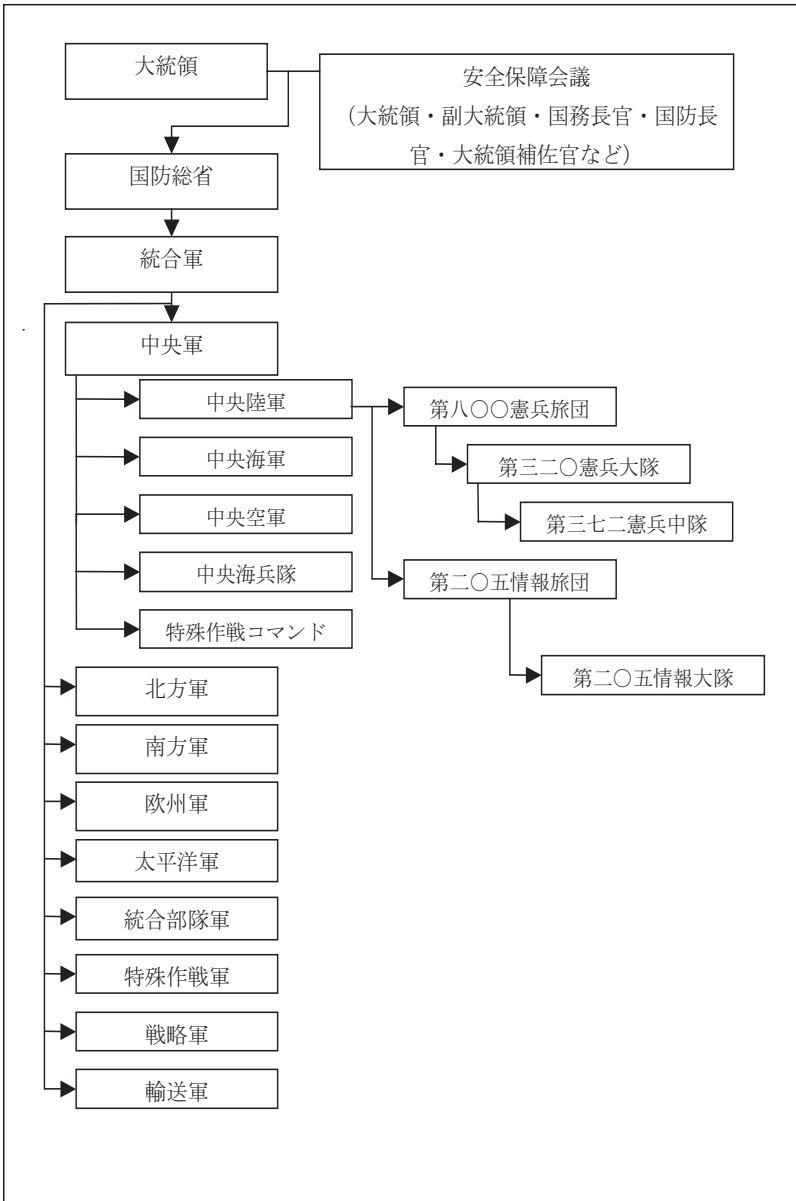 大統領
安全保障会議
（大統領・副大統領・国務長官・国防長
官・大統領補佐官など）
国防総省
統合軍
中央軍
中央陸軍
中央海軍
中央空軍
中央海兵隊
特殊作戦コマンド
第八〇〇憲兵旅団
第三二〇憲兵大隊
第三七二憲兵中隊
第二〇五情報旅団
第二〇五情報大隊
北方軍
南方軍
欧州軍
太平洋軍
統合部隊軍
特殊作戦軍
戦略軍
輸送軍